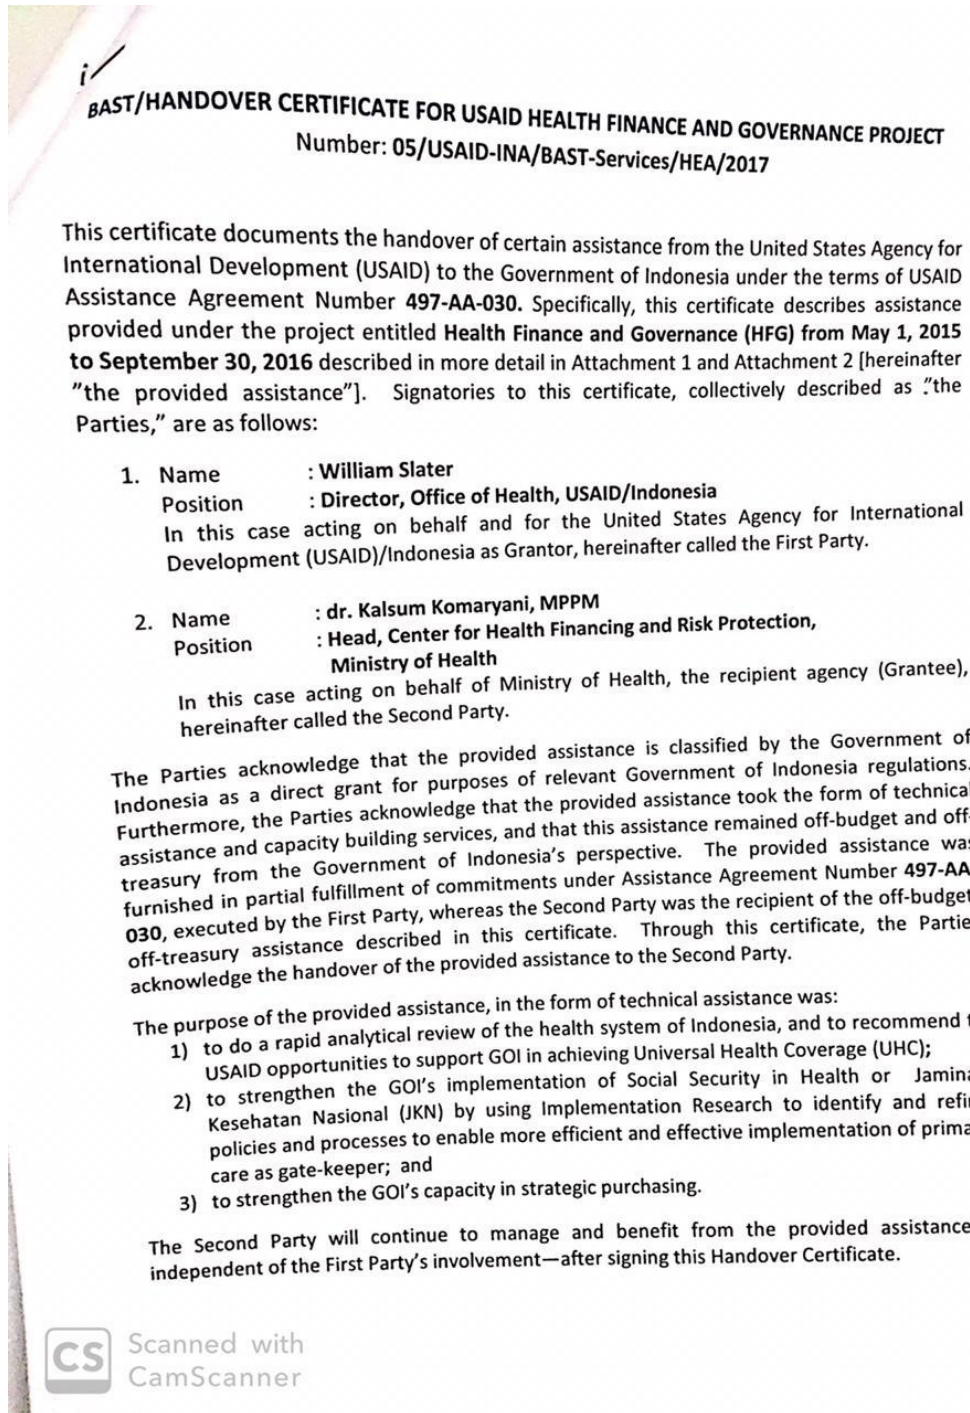 i/
BAST/HANDOVER CERTIFICATE FOR USAID HEALTH FINANCE AND GOVERNANCE PROJECT
Number: 05/USAID-INA/BAST-Services/HEA/2017
This certificate documents the handover of certain assistance from the United States Agency for
International Development (USAID) to the Government of Indonesia under the terms of USAID
Assistance Agreement Number 497-AA-030. Specifically, this certificate describes assistance
provided under the project entitled Health Finance and Governance (HFG) from May 1, 2015
to September 30, 2016 described in more detail in Attachment 1 and Attachment 2 [hereinafter
"the provided assistance"]. Signatories to this certificate, collectively described as "the
Parties," are as follows:
1. Name : William Slater
Position : Director, Office of Health, USAID/Indonesia
In this case acting on behalf and for the United States Agency for International
Development (USAID)/Indonesia as Grantor, hereinafter called the First Party.
2. Name : dr. Kalsum Komaryani, MPPM
Position : Head, Center for Health Financing and Risk Protection,
Ministry of Health
In this case acting on behalf of Ministry of Health, the recipient agency (Grantee),
hereinafter called the Second Party.
The Parties acknowledge that the provided assistance is classified by the Government of
Indonesia as a direct grant for purposes of relevant Government of Indonesia regulations.
Furthermore, the Parties acknowledge that the provided assistance took the form of technical
assistance and capacity building services, and that this assistance remained off-budget and off-
treasury from the Government of Indonesia's perspective. The provided assistance was
furnished in partial fulfillment of commitments under Assistance Agreement Number 497-AA
030, executed by the First Party, whereas the Second Party was the recipient of the off-budget
off-treasury assistance described in this certificate. Through this certificate, the Partie
acknowledge the handover of the provided assistance to the Second Party.
The purpose of the provided assistance, in the form of technical assistance was:
1) to do a rapid analytical review of the health system of Indonesia, and to recommend t
USAID opportunities to support GOI in achieving Universal Health Coverage (UHC);
2) to strengthen the GOI's implementation of Social Security in Health or Jamina
Kesehatan Nasional (JKN) by using Implementation Research to identify and refin
policies and processes to enable more efficient and effective implementation of prima
care as gate-keeper; and
3) to strengthen the GOI's capacity in strategic purchasing.
The Second Party will continue to manage and benefit from the provided assistance
independent of the First Party's involvement—after signing this Handover Certificate.
CS Scanned with
CamScanner